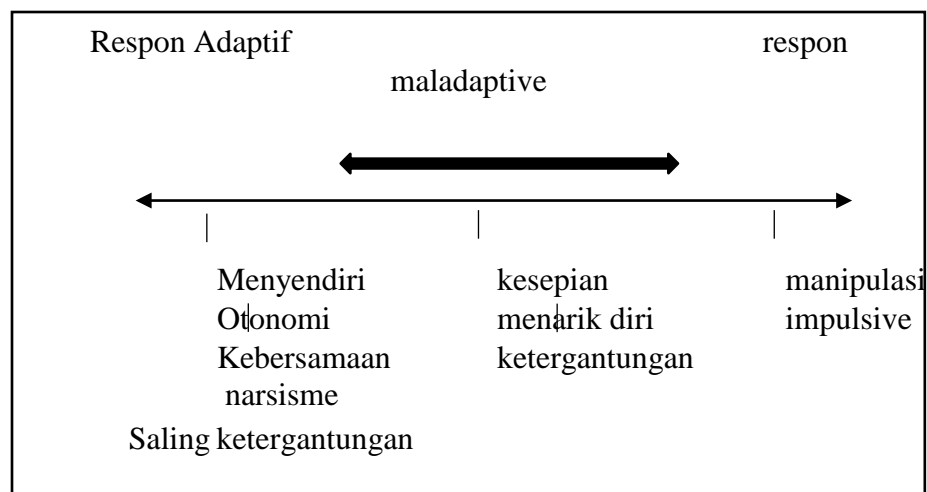 Respon Adaptif respon
maladaptive
Menyendiri kesepian manipulasi
Otonomi menarik diri impulsive
Kebersamaan ketergantungan
narsisme
Saling ketergantungan